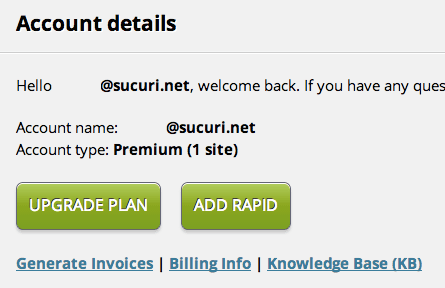 Account details
Hello @sucuri.net, welcome back. If you have any ques
Account name: @sucuri.net
Account type: Premium (1 site)
UPGRADE PLAN ADD RAPID
Generate Invoices | Billing Info | Knowledge Base (KB)